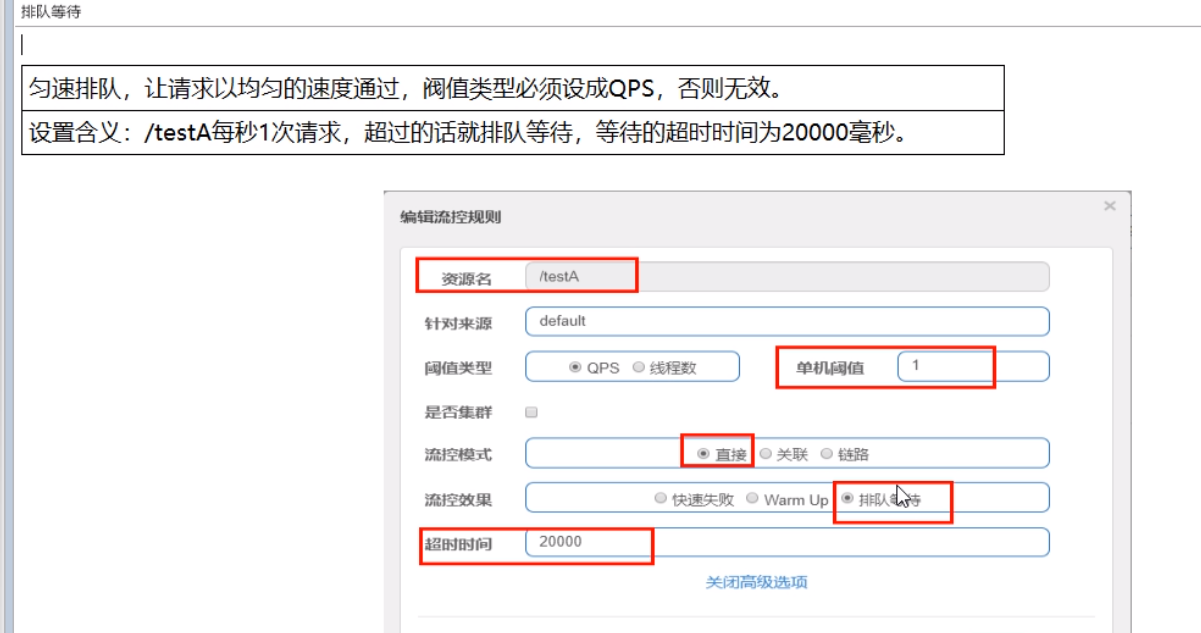 排队等待
匀速排队，让请求以均匀的速度通过，阀值类型必须设成QPS，否则无效。
设置含义：/testA每秒1次请求，超过的话就排队等待，等待的超时时间为20000毫秒。
编辑流控规则
×
资源名 /testA
针对来源 default
阈值类型 QPS 线程数 单机阈值 1
是否集群
流控模式 直接 关联 链路
流控效果 快速失败 Warm Up 排队等待
超时时间 20000
关闭高级选项